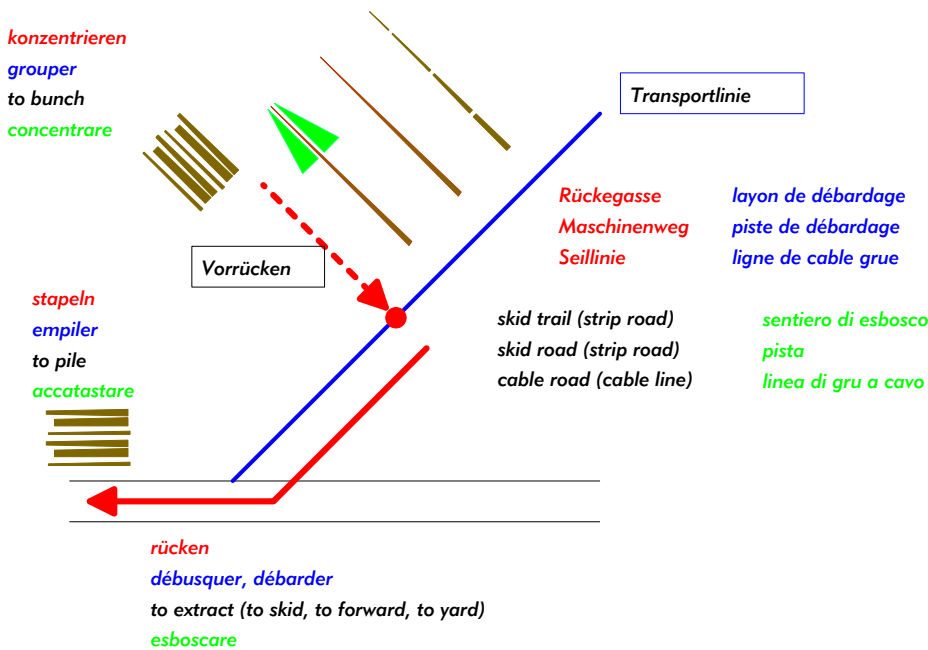 konzentrieren
grouper
to bunch
concentrare
Transportlinie
Rückegasse
Maschinenweg
Seillinie
layon de débardage
piste de débardage
ligne de cable grue
Vorrücken
stapeln
empiler
to pile
accatastare
skid trail (strip road)
skid road (strip road)
cable road (cable line)
sentiero di esbosco
pista
linea di gru a cavo
rücken
débusquer, débarder
to extract (to skid, to forward, to yard)
esboscare